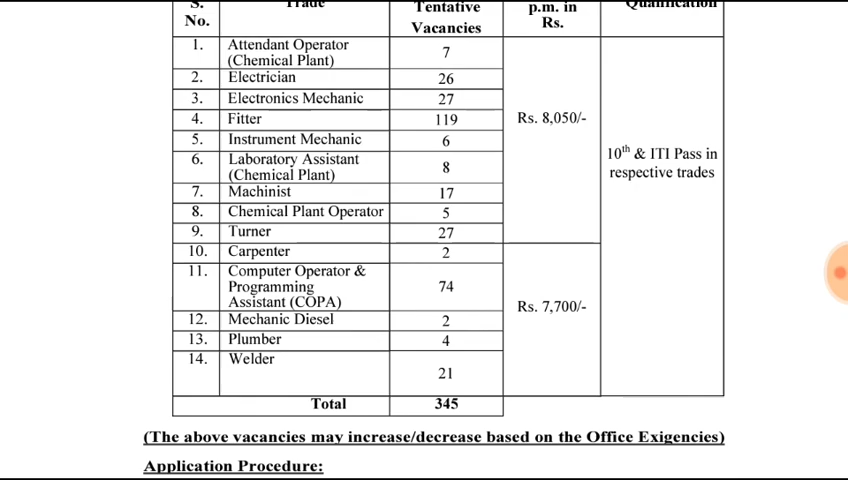 S. Trade Tentative p.m. in Qualification
No. Vacancies Rs.
1. Attendant Operator
(Chemical Plant) 7
2. Electrician 26
3. Electronics Mechanic 27
4. Fitter 119 Rs. 8,050/-
5. Instrument Mechanic 6
6. Laboratory Assistant
(Chemical Plant) 8
10th & ITI Pass in
respective trades
7. Machinist 17
8. Chemical Plant Operator 5
9. Turner 27
10. Carpenter 2
11. Computer Operator &
Programming 74
Assistant (COPA)
Rs. 7,700/-
12. Mechanic Diesel 2
13. Plumber 4
14. Welder
21
Total 345
(The above vacancies may increase/decrease based on the Office Exigencies)
Application Procedure: